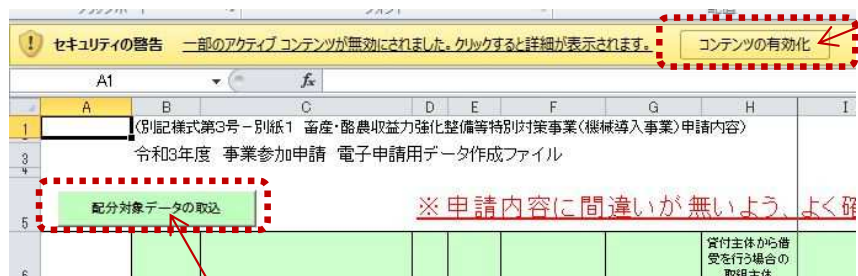 セキュリティの警告 一部のアクティブ コンテンツが無効にされました。クリックすると詳細が表示されます。 コンテンツの有効化
A1 fx
A B C D E F G H I
1 (別記様式第3号－別紙1 畜産・酪農収益力強化整備等特別対策事業(機械導入事業)申請内容)
3 令和3年度 事業参加申請 電子申請用データ作成ファイル
4
5 配分対象データの取込 ※申請内容に間違いが無いよう、よく確
貸付主体から借
受を行う場合の
6 取組主体